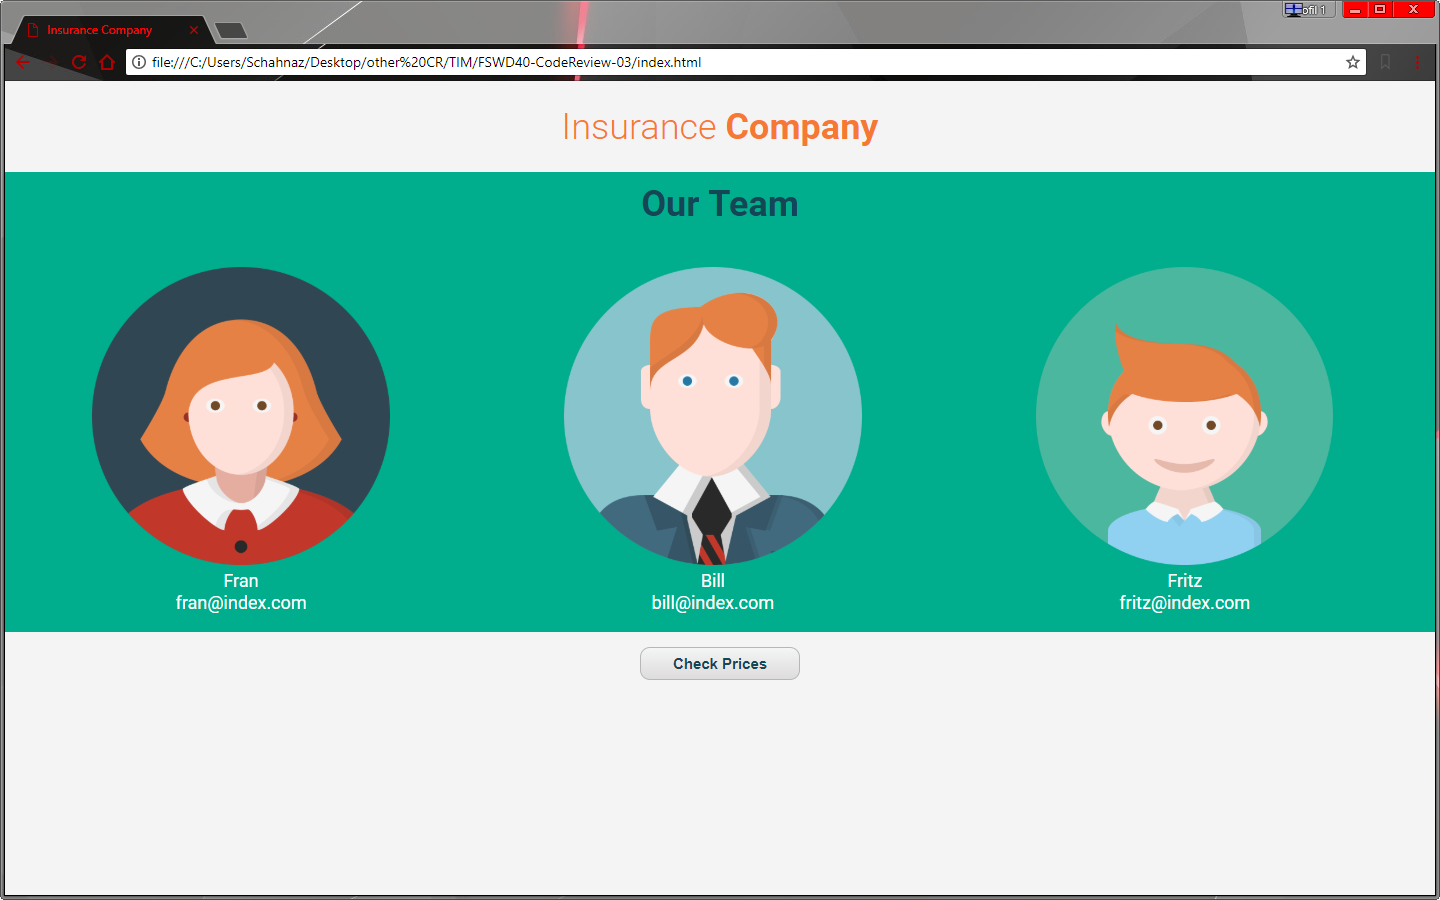 ofil 1
Insurance Company
file:///C:/Users/Schahnaz/Desktop/other%20CR/TIM/FSWD40-CodeReview-03/index.html
Insurance Company
Our Team
Fran
fran@index.com
Bill
bill@index.com
Fritz
fritz@index.com
Check Prices